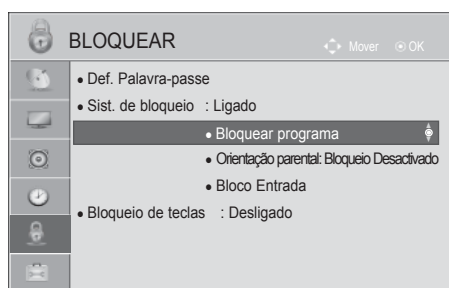 BLOQUEAR
Mover OK
• Def. Palavra-passe
• Sist. de bloqueio : Ligado
• Bloquear programa
• Orientação parental: Bloqueio Desactivado
• Bloco Entrada
• Bloqueio de teclas : Desligado